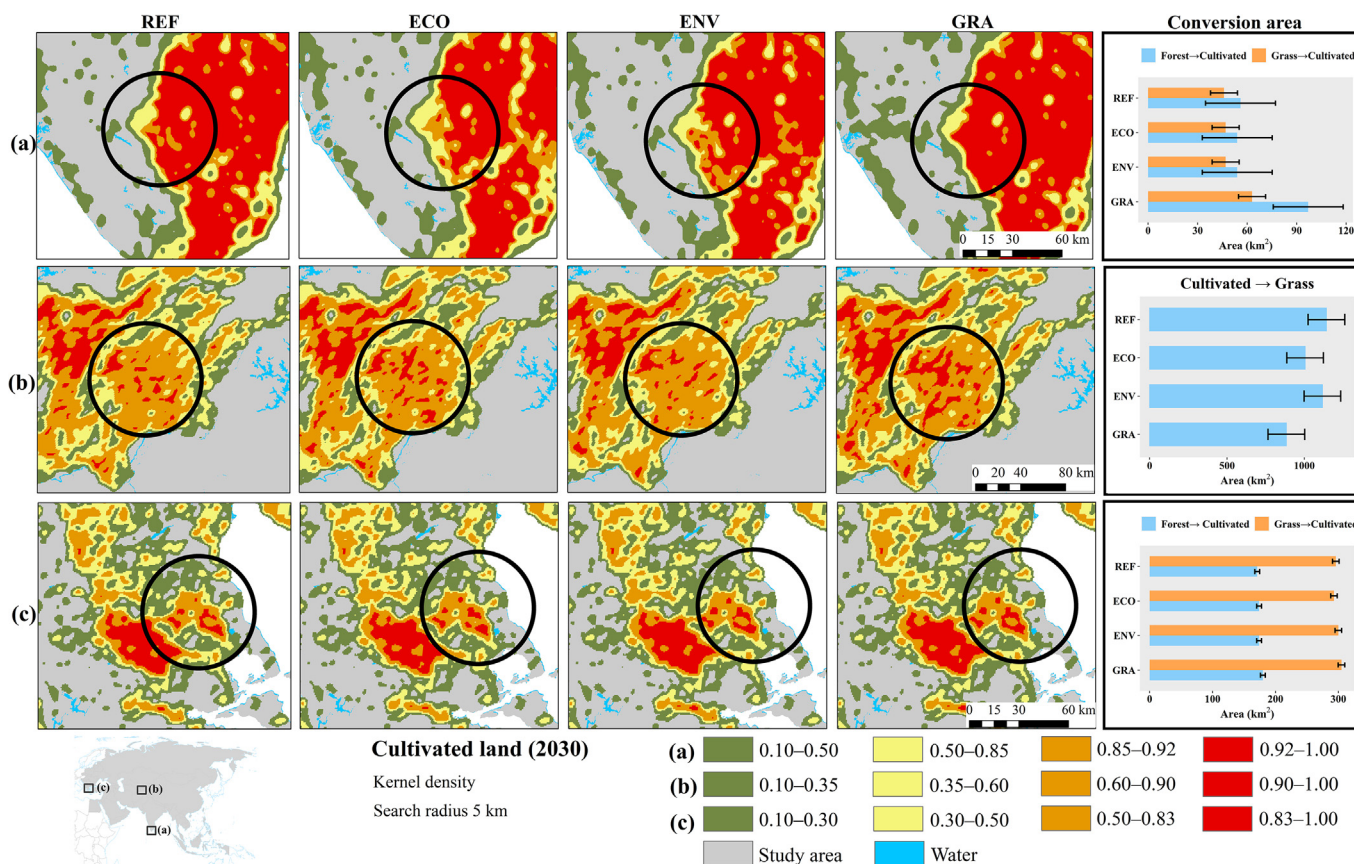 REF ECO ENV GRA Conversion area
(a)
0 15 30 60 km
Forest→Cultivated Grass→Cultivated
REF
ECO
ENV
GRA
0 30 60 90 120
Area (km²)
(b)
0 20 40 80 km
Cultivated → Grass
REF
ECO
ENV
GRA
0 500 1000
Area (km²)
(c)
0 15 30 60 km
Forest→ Cultivated Grass→Cultivated
REF
ECO
ENV
GRA
0 100 200 300
Area (km²)
(c) (b)
(a)
Cultivated land (2030)
Kernel density
Search radius 5 km
(a) 0.10–0.50 0.50–0.85 0.85–0.92 0.92–1.00
(b) 0.10–0.35 0.35–0.60 0.60–0.90 0.90–1.00
(c) 0.10–0.30 0.30–0.50 0.50–0.83 0.83–1.00
Study area Water